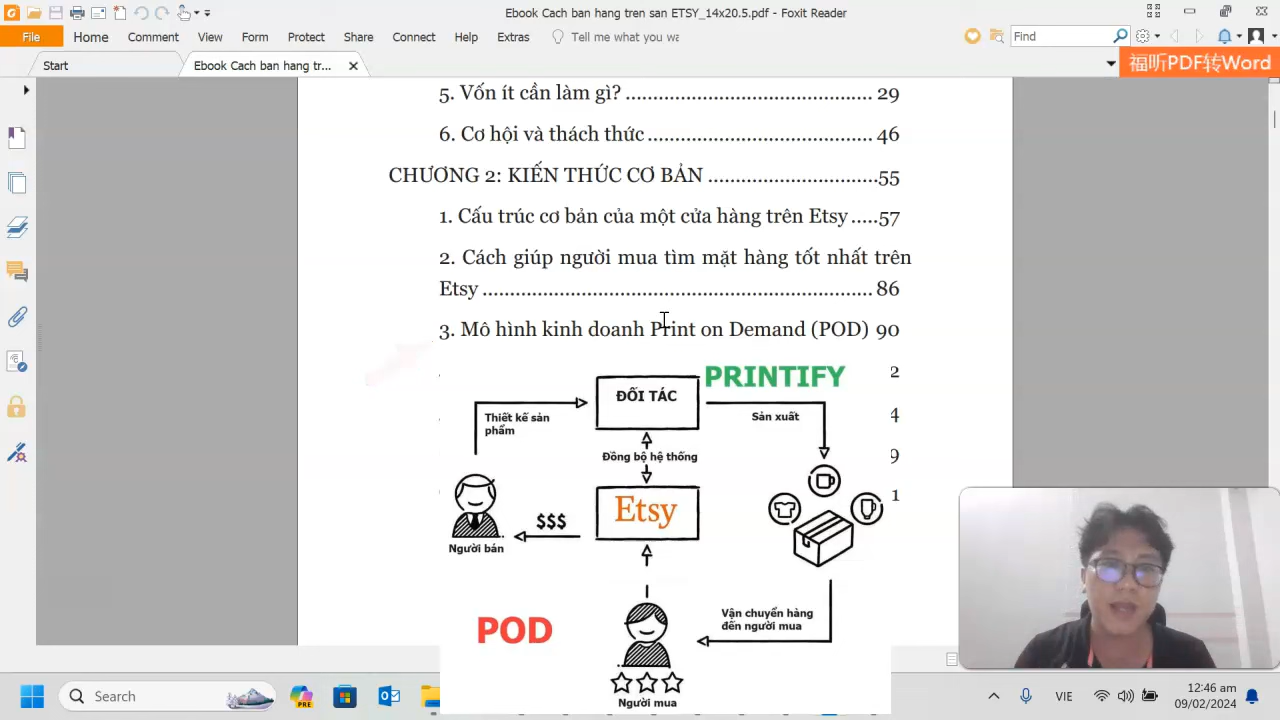 Ebook Cach ban hang tren san ETSY_14x20.5.pdf - Foxit Reader
File Home Comment View Form Protect Share Connect Help Extras Tell me what you wa Find
Start Ebook Cach ban hang tr... 福昕PDF转Word
5. Vốn ít cần làm gì? ............................................. 29
6. Cơ hội và thách thức ......................................... 46
CHƯƠNG 2: KIẾN THỨC CƠ BẢN ...............................55
1. Cấu trúc cơ bản của một cửa hàng trên Etsy.....57
2. Cách giúp người mua tìm mặt hàng tốt nhất trên
Etsy ....................................................................... 86
3. Mô hình kinh doanh Print on Demand (POD) 90
2
4
9
1
PRINTIFY
ĐỐI TÁC
Thiết kế sản
phẩm
Sản xuất
Đồng bộ hệ thống
Etsy
$$$
Người bán
Vận chuyển hàng
đến người mua
POD
Người mua
Search
PRE
VIE
12:46 am
09/02/2024